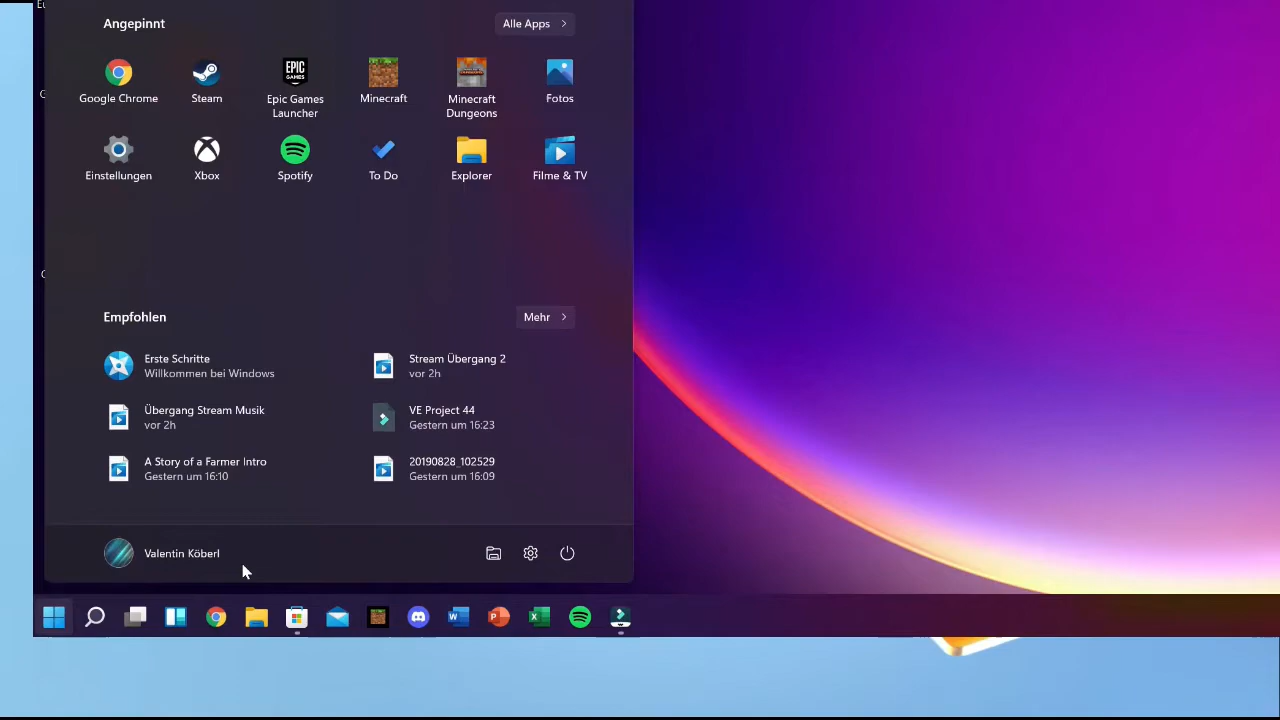 Eu
Angepinnt
Alle Apps
EPIC
GAMES
Google Chrome
Steam
Epic Games
Launcher
Minecraft
Minecraft
Dungeons
Fotos
Einstellungen
Xbox
Spotify
To Do
Explorer
Filme & TV
Empfohlen
Mehr
Erste Schritte
Willkommen bei Windows
Stream Übergang 2
vor 2h
Übergang Stream Musik
vor 2h
VE Project 44
Gestern um 16:23
A Story of a Farmer Intro
Gestern um 16:10
20190828_102529
Gestern um 16:09
Valentin Köberl
W
P
X